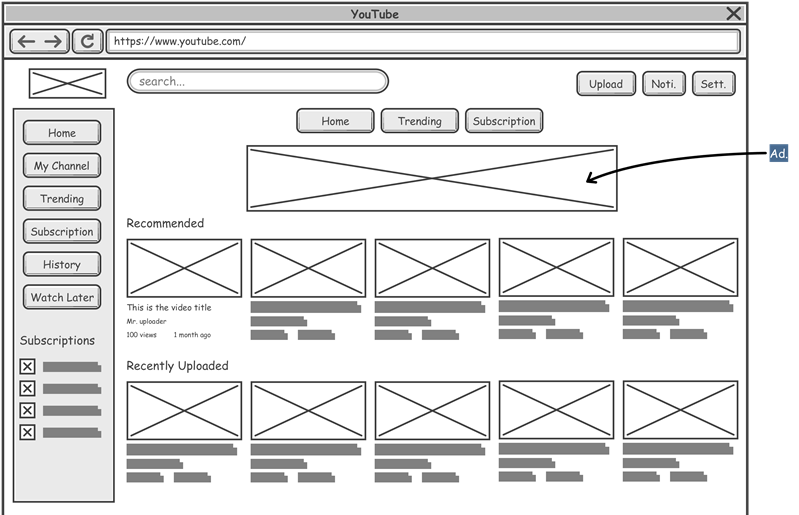 YouTube
https://www.youtube.com/
search...
Upload
Noti.
Sett.
Home
Trending
Subscription
Ad.
Home
My Channel
Trending
Subscription
History
Watch Later
Subscriptions
Recommended
This is the video title
Mr. uploader
100 views 1 month ago
Recently Uploaded